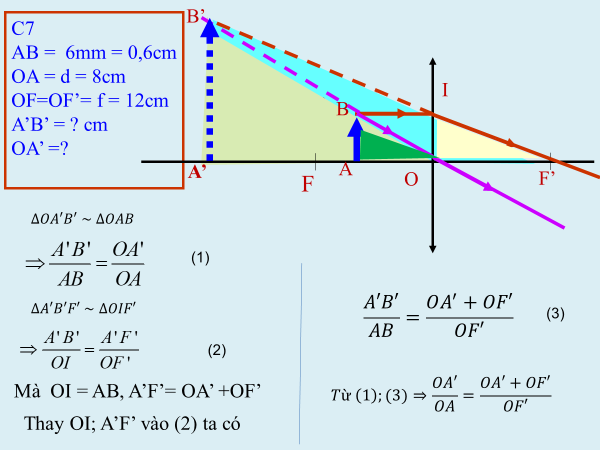 C7
AB = 6mm = 0,6cm
OA = d = 8cm
OF=OF’= f = 12cm
A’B’ = ? cm
OA’ =?
B’
I
B
A’
F
A
O
F’
ΔOA′B′ ~ ΔOAB
⇒ A'B'/AB = OA'/OA (1)
ΔA′B′F′ ~ ΔOIF′
⇒ A'B'/OI = A'F'/OF' (2)
Mà OI = AB, A’F’= OA’ +OF’
Thay OI; A’F’ vào (2) ta có
A′B′/AB = OA′ + OF′/OF′ (3)
Từ (1); (3) ⇒ OA′/OA = OA′ + OF′/OF′